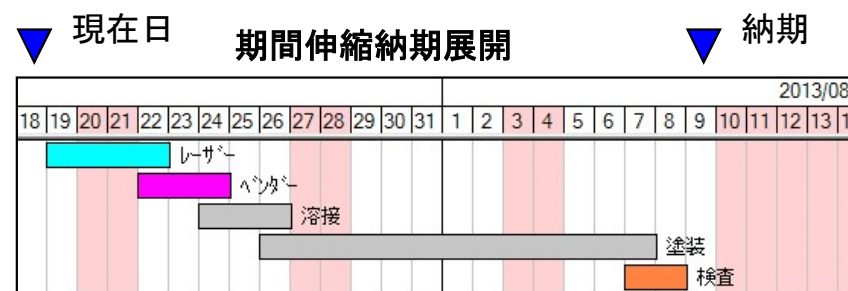 現在日
納期
期間伸縮納期展開
2013/08
18 19 20 21 22 23 24 25 26 27 28 29 30 31 1 2 3 4 5 6 7 8 9 10 11 12 13 1
レーザー
ベンダー
溶接
塗装
検査